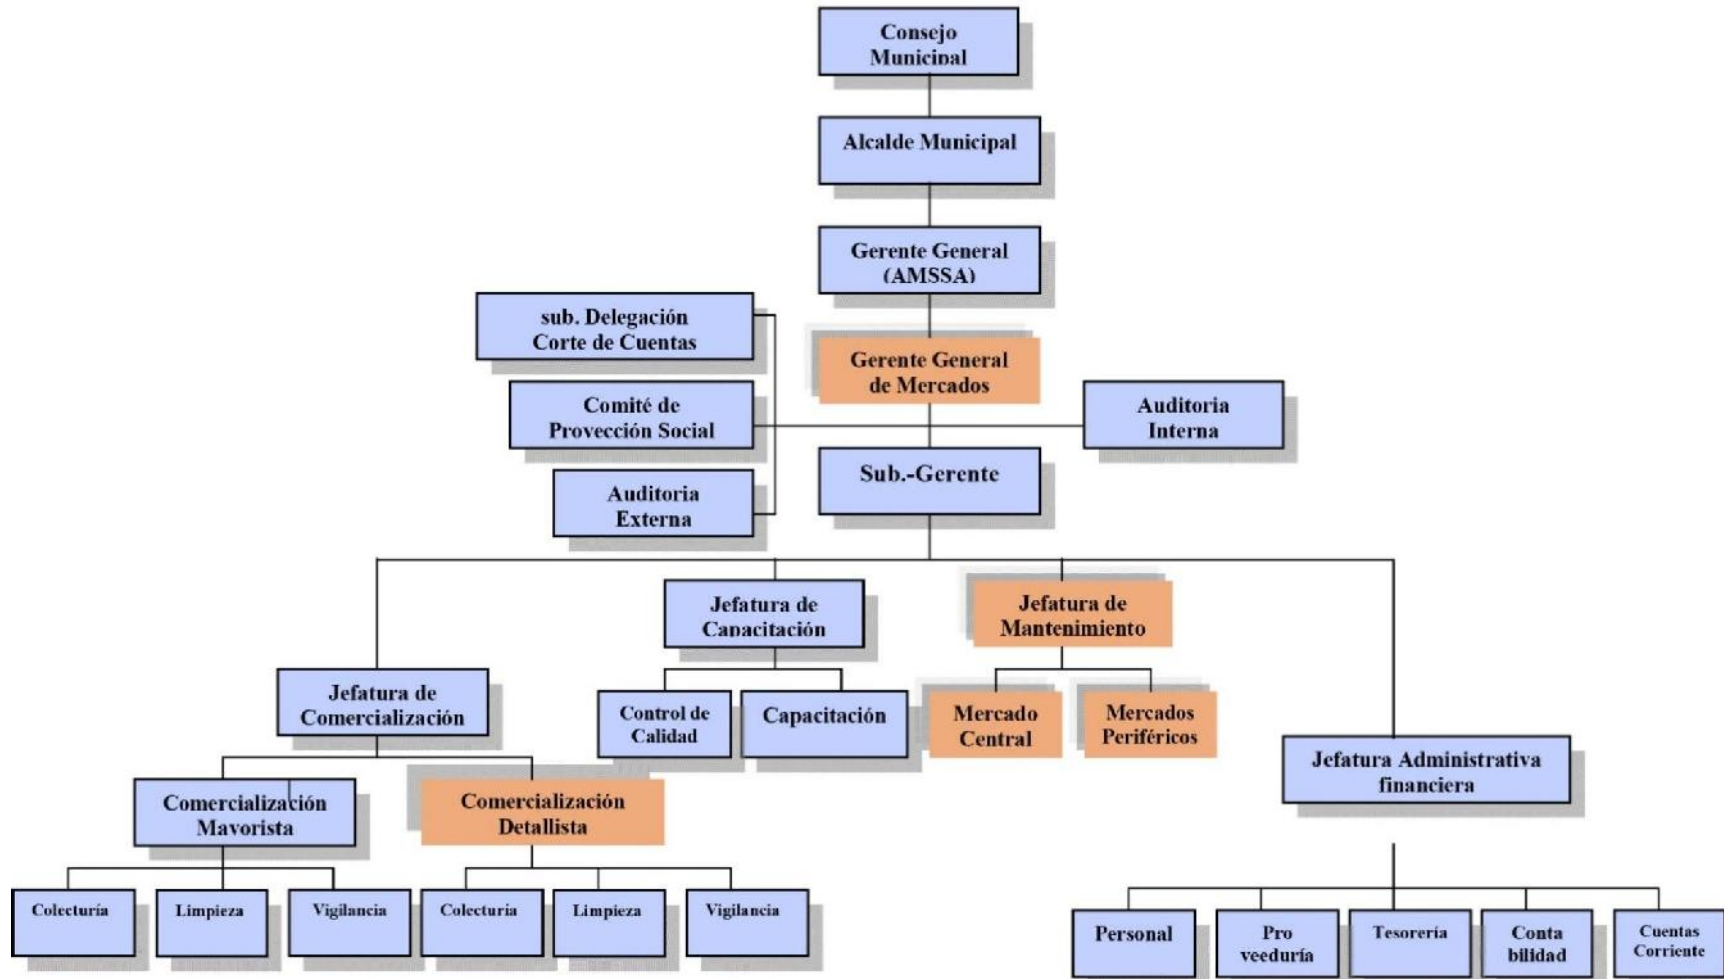 Consejo
Municipal
Alcalde Municipal
Gerente General
(AMSSA)
sub. Delegación
Corte de Cuentas
Gerente General
de Mercados
Comité de
Proyección Social
Auditoria
Interna
Sub.-Gerente
Auditoria
Externa
Jefatura de
Capacitación
Jefatura de
Mantenimiento
Jefatura de
Comercialización
Control de
Calidad
Capacitación
Mercado
Central
Mercados
Periféricos
Jefatura Administrativa
financiera
Comercialización
Mayorista
Comercialización
Detallista
Colecturía
Limpieza
Vigilancia
Colecturia
Limpieza
Vigilancia
Personal
Pro
veeduría
Tesorería
Conta
bilidad
Cuentas
Corriente